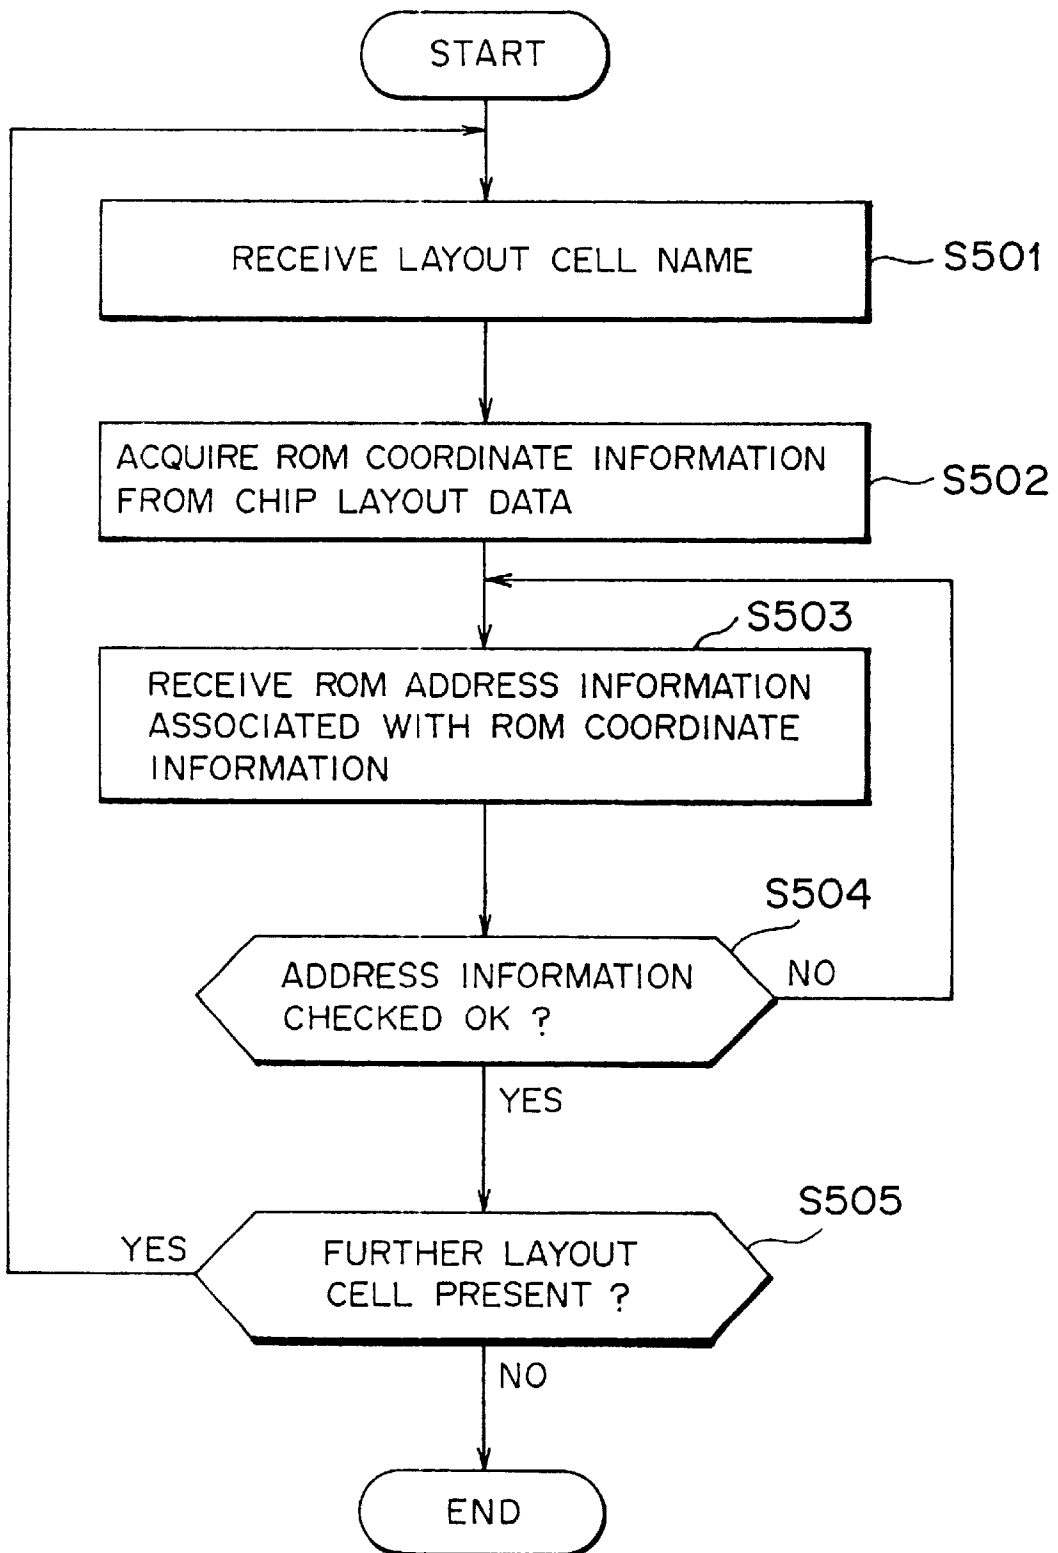 START
RECEIVE LAYOUT CELL NAME
S501
ACQUIRE ROM COORDINATE INFORMATION
FROM CHIP LAYOUT DATA
S502
S503
RECEIVE ROM ADDRESS INFORMATION
ASSOCIATED WITH ROM COORDINATE
INFORMATION
S504
ADDRESS INFORMATION
CHECKED OK ?
NO
YES
S505
FURTHER LAYOUT
CELL PRESENT ?
YES
NO
END